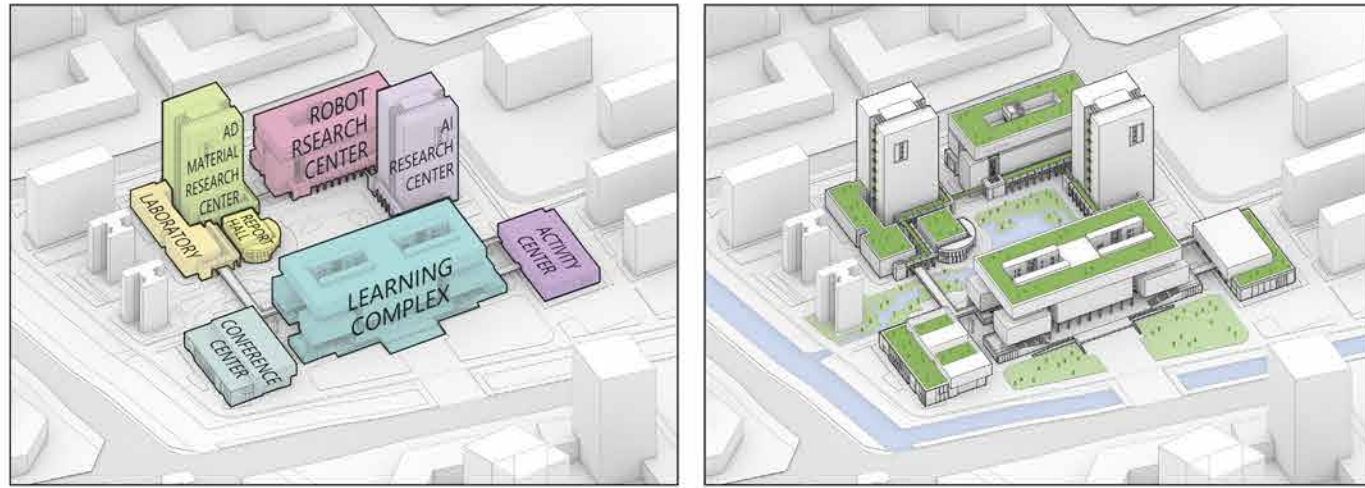 AD
MATERIAL
RESEARCH
CENTER
ROBOT
RSEARCH
CENTER
AI
RESEARCH
CENTER
LABORATORY
REPORT
HALL
LEARNING
COMPLEX
ACTIVITY
CENTER
CONFERENCE
CENTER